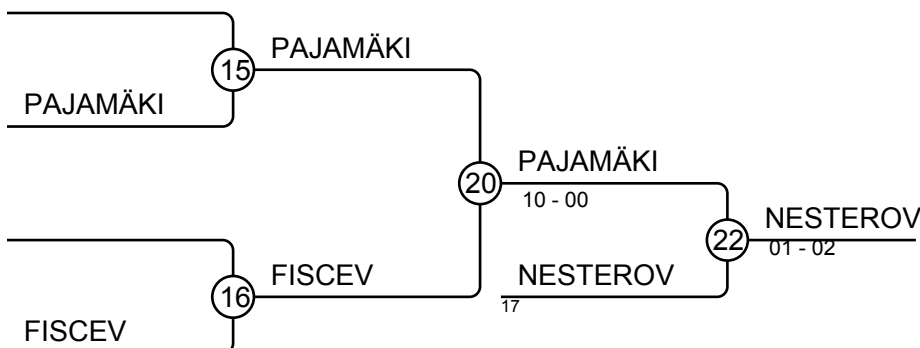 PAJAMÄKI
15
PAJAMÄKI
PAJAMÄKI
20
10 - 00
NESTEROV
22
01 - 02
FISCEV
NESTEROV
16
17
FISCEV